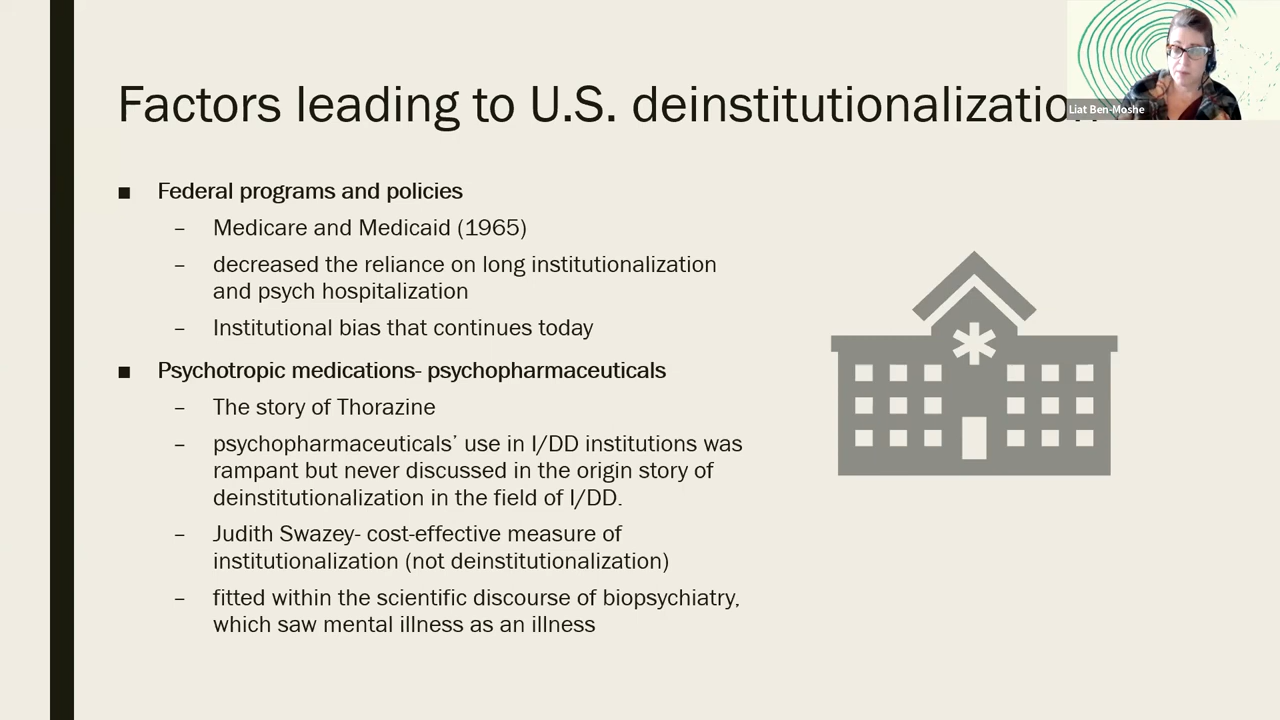 Factors leading to U.S. deinstitutionalization
Liat Ben-Moshe
■ Federal programs and policies
– Medicare and Medicaid (1965)
– decreased the reliance on long institutionalization
and psych hospitalization
– Institutional bias that continues today
■ Psychotropic medications- psychopharmaceuticals
– The story of Thorazine
– psychopharmaceuticals’ use in I/DD institutions was
rampant but never discussed in the origin story of
deinstitutionalization in the field of I/DD.
– Judith Swazey- cost-effective measure of
institutionalization (not deinstitutionalization)
– fitted within the scientific discourse of biopsychiatry,
which saw mental illness as an illness